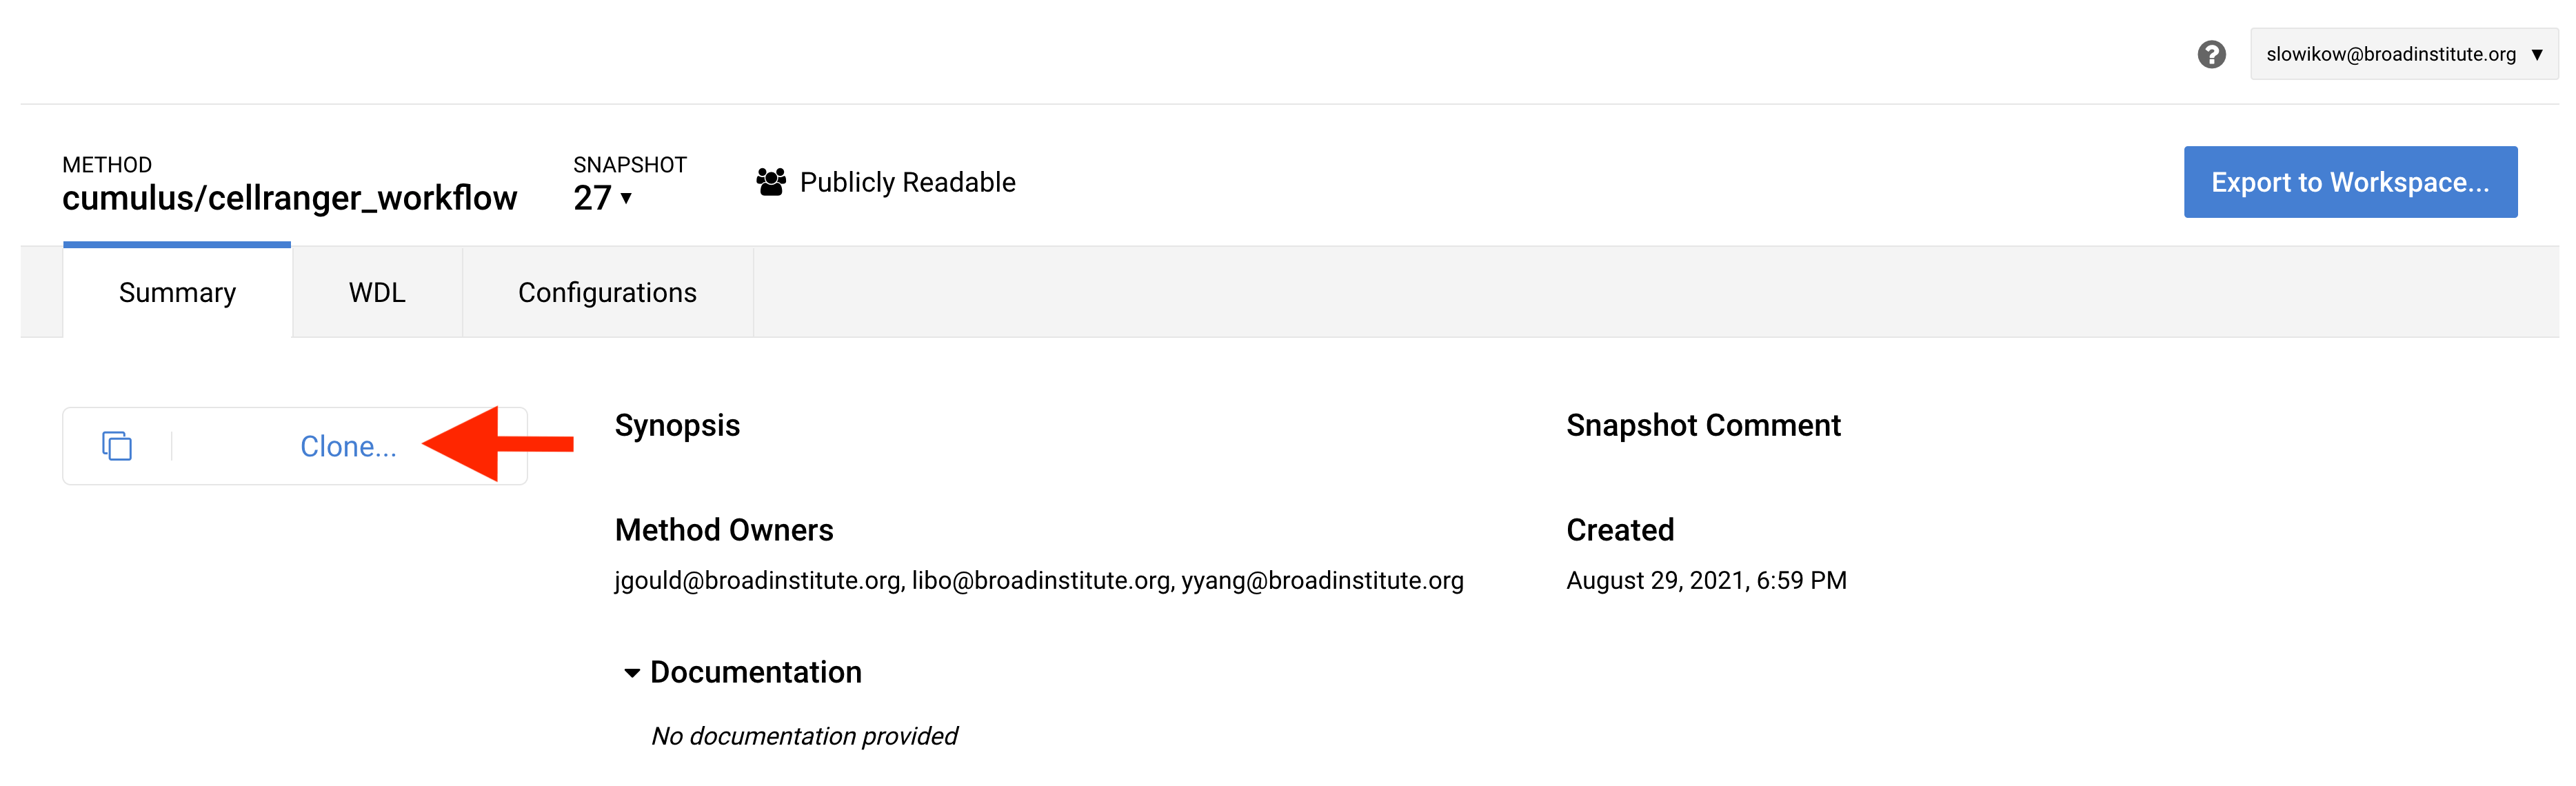 slowikow@broadinstitute.org ▼
METHOD
cumulus/cellranger_workflow
SNAPSHOT
27 ▾
Publicly Readable
Export to Workspace...
Summary
WDL
Configurations
Clone...
Synopsis
Snapshot Comment
Method Owners
jgould@broadinstitute.org, libo@broadinstitute.org, yyang@broadinstitute.org
Created
August 29, 2021, 6:59 PM
Documentation
No documentation provided